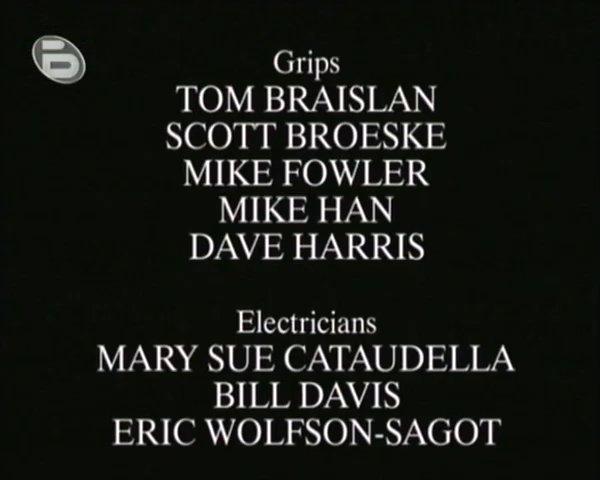 Grips
TOM BRAISLAN
SCOTT BROESKE
MIKE FOWLER
MIKE HAN
DAVE HARRIS
Electricians
MARY SUE CATAUDELLA
BILL DAVIS
ERIC WOLFSON-SAGOT